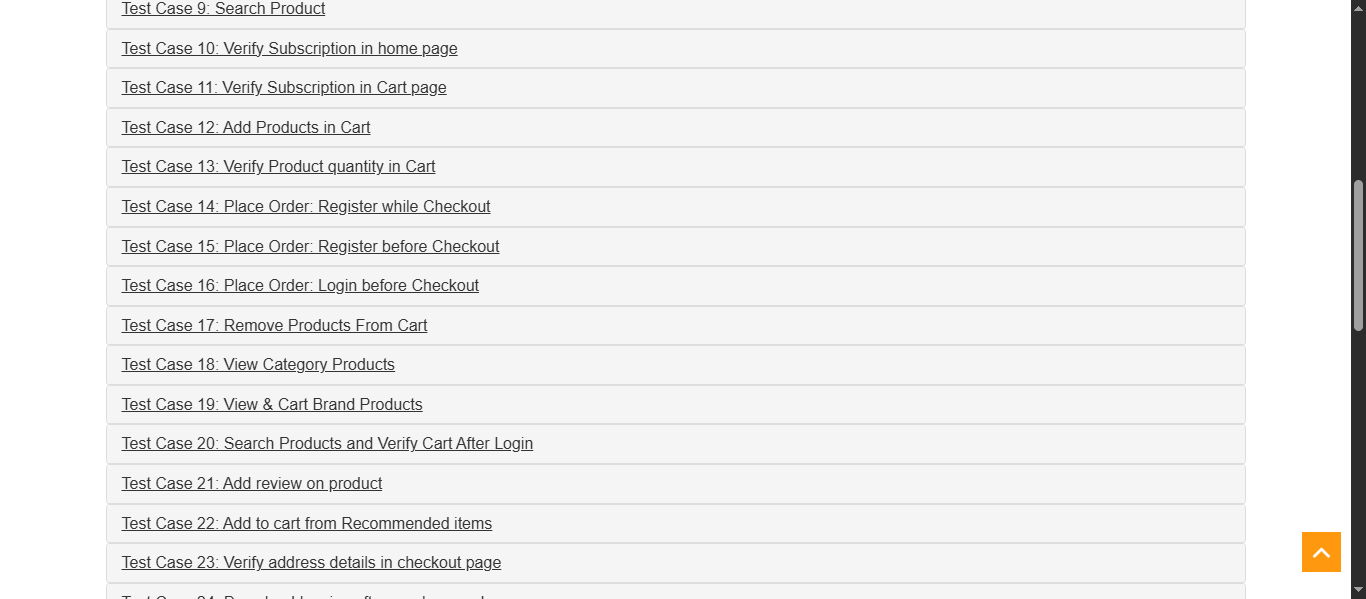 Test Case 9: Search Product
Test Case 10: Verify Subscription in home page
Test Case 11: Verify Subscription in Cart page
Test Case 12: Add Products in Cart
Test Case 13: Verify Product quantity in Cart
Test Case 14: Place Order: Register while Checkout
Test Case 15: Place Order: Register before Checkout
Test Case 16: Place Order: Login before Checkout
Test Case 17: Remove Products From Cart
Test Case 18: View Category Products
Test Case 19: View & Cart Brand Products
Test Case 20: Search Products and Verify Cart After Login
Test Case 21: Add review on product
Test Case 22: Add to cart from Recommended items
Test Case 23: Verify address details in checkout page